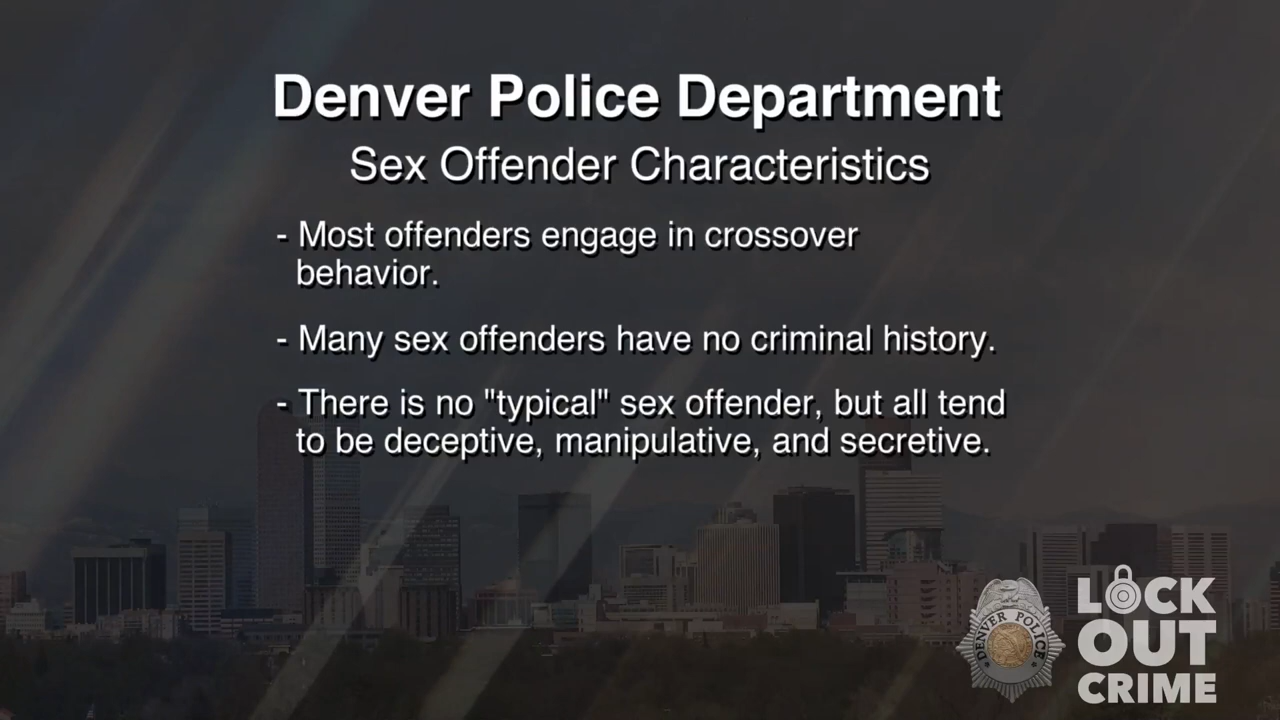 Denver Police Department
Sex Offender Characteristics
- Most offenders engage in crossover
behavior.
- Many sex offenders have no criminal history.
- There is no "typical" sex offender, but all tend
to be deceptive, manipulative, and secretive.
DENVER POLICE
LOCK
OUT
CRIME